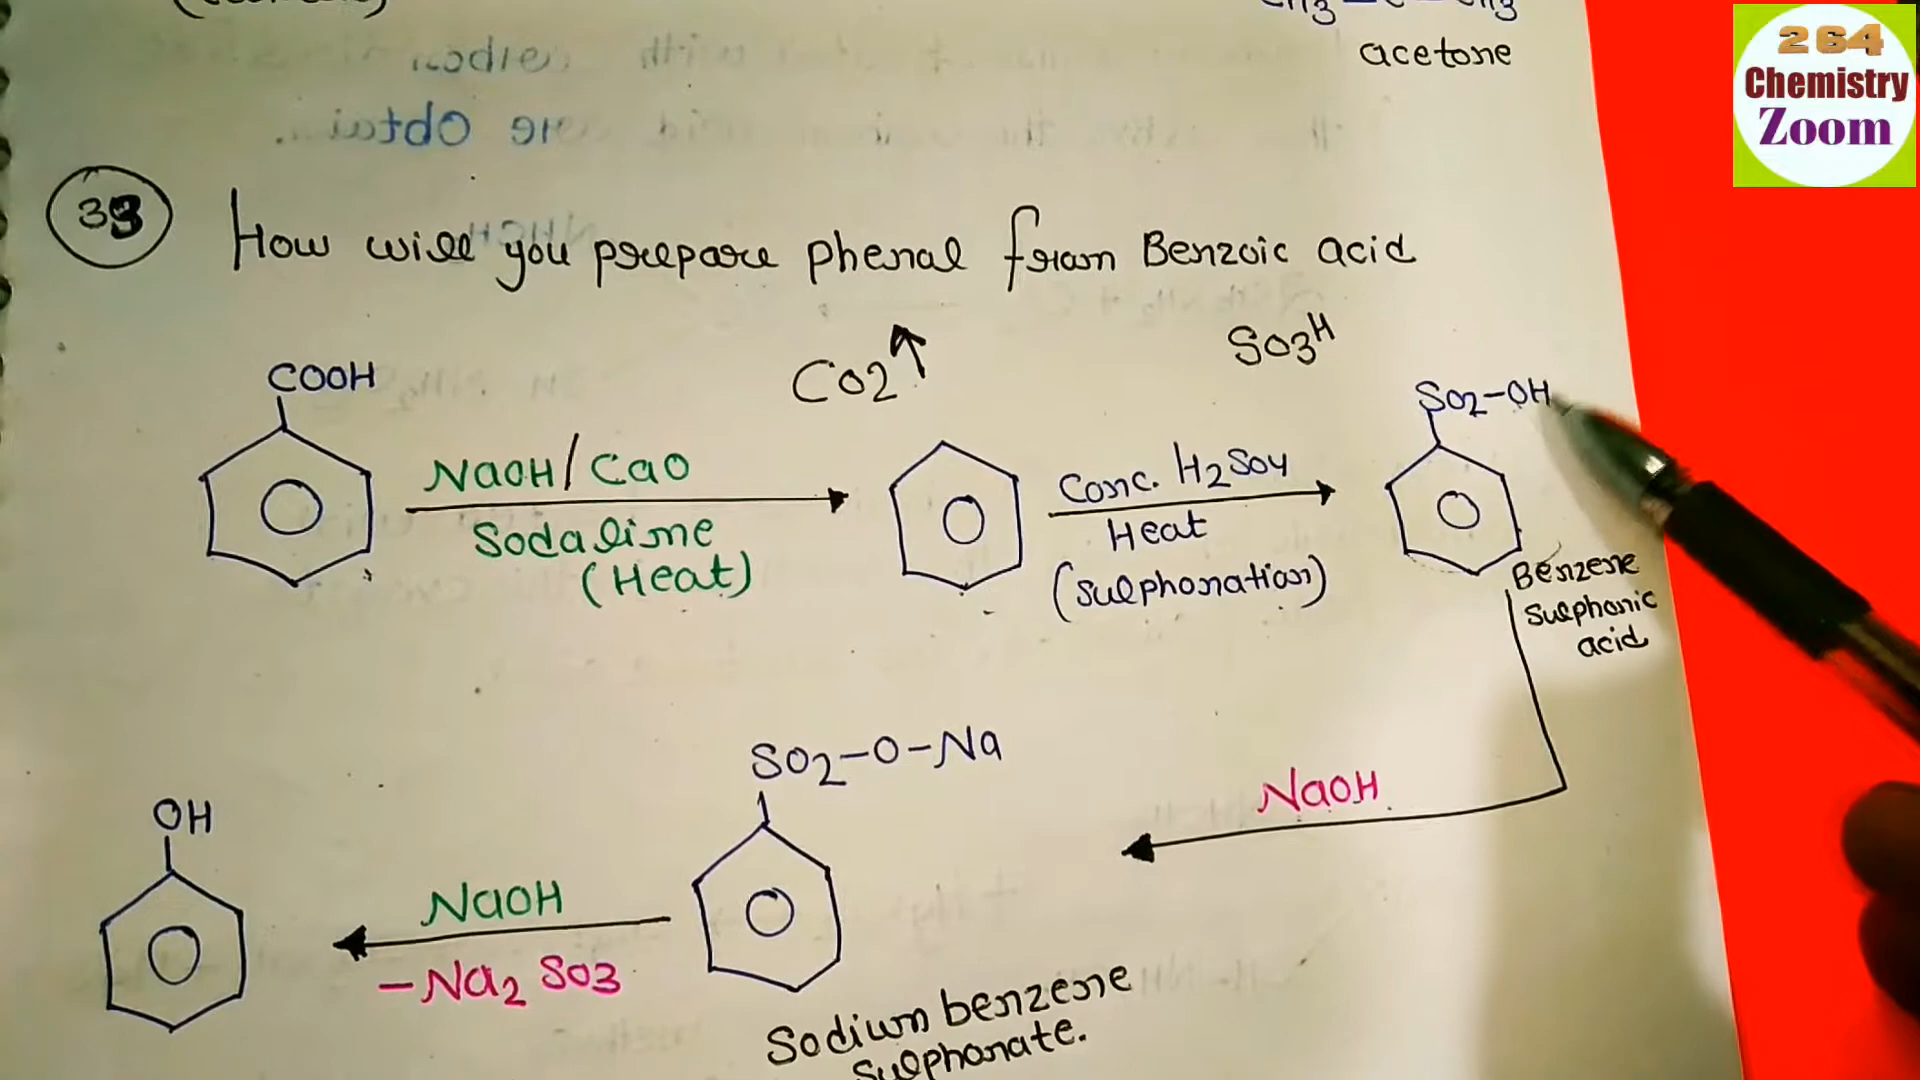 acetone
264
Chemistry
Zoom
33 How will you prepare phenal from Benzoic acid
CO2↑
SO3H
COOH
SO2-OH
NaOH/CaO
Sodalime
(Heat)
Conc. H2SO4
Heat
(Sulphonation)
Benzene
Sulphonic
acid
SO2-O-Na
NaOH
OH
NaOH
-Na2SO3
Sodium benzene
Sulphonate.